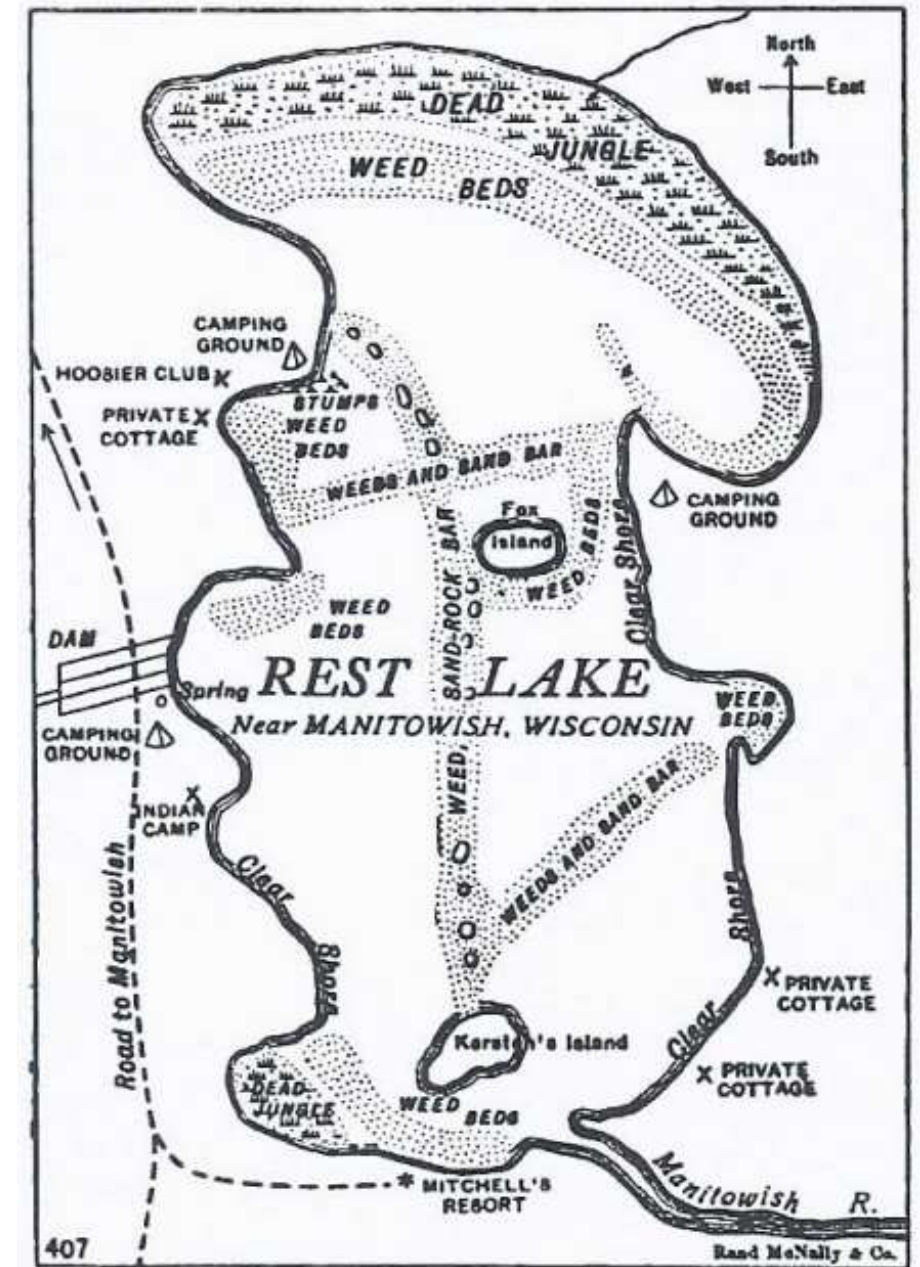 North
West
East
South
DEAD
JUNGLE
WEED
BEDS
CAMPING
GROUND
HOOSIER CLUB
STUMPS
PRIVATE
COTTAGE
WEED
BEDS
WEEDS AND SAND BAR
CAMPING
GROUND
Fox
Island
WEED BEDS
Clear Shore
WEED
BEDS
DAM
Spring
REST LAKE
Near MANITOWISH, WISCONSIN
WEED
BEDS
CAMPING
GROUND
WEED, SAND-ROCK BAR
INDIAN
CAMP
WEEDS AND SAND BAR
Clear Shore
Road to Manitowish
Clear Shore
PRIVATE
COTTAGE
Kersten's Island
PRIVATE
COTTAGE
DEAD
JUNGLE
WEED
BEDS
MITCHELL'S
RESORT
Manitowish R.
407
Rand McNally & Co.